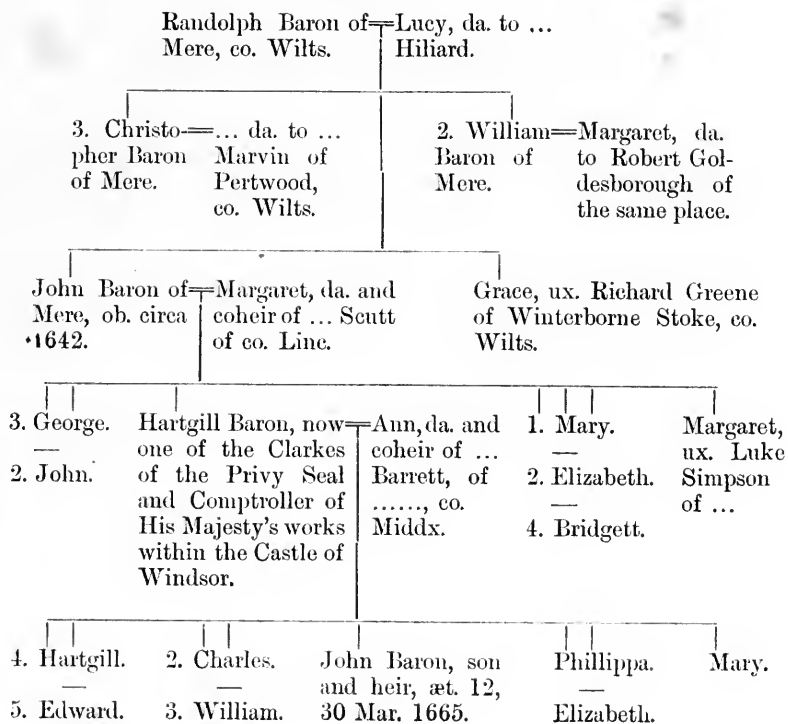 Randolph Baron of Lucy, da. to ...
Mere, co. Wilts. Hiliard.
3. Christo-
pher Baron
of Mere.
... da. to ...
Marvin of
Pertwood,
co. Wilts.
2. William
Baron of
Mere.
Margaret, da.
to Robert Gol-
desborough of
the same place.
John Baron of
Mere, ob. circa
1642.
Margaret, da. and
coheir of ... Scutt
of co. Linc.
Grace, ux. Richard Greene
of Winterborne Stoke, co.
Wilts.
3. George.
—
2. John.
Hartgill Baron, now
one of the Clarkes
of the Privy Seal
and Comptroller of
His Majesty's works
within the Castle of
Windsor.
Ann, da. and
coheir of ...
Barrett, of
......, co.
Middx.
1. Mary.
—
2. Elizabeth.
—
4. Bridgett.
Margaret,
ux. Luke
Simpson
of ...
4. Hartgill.
—
5. Edward.
2. Charles.
—
3. William.
John Baron, son
and heir, æt. 12,
30 Mar. 1665.
Phillippa.
—
Elizabeth.
Mary.